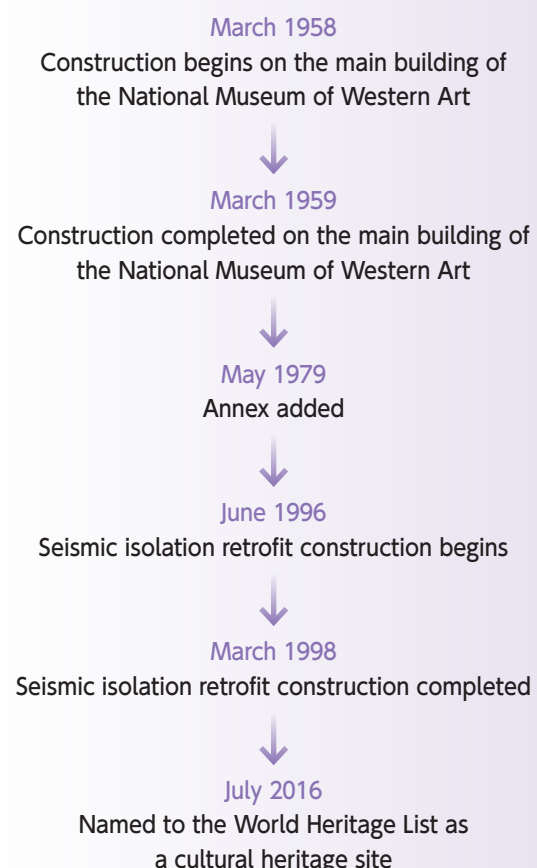 March 1958
Construction begins on the main building of
the National Museum of Western Art
March 1959
Construction completed on the main building of
the National Museum of Western Art
May 1979
Annex added
June 1996
Seismic isolation retrofit construction begins
March 1998
Seismic isolation retrofit construction completed
July 2016
Named to the World Heritage List as
a cultural heritage site